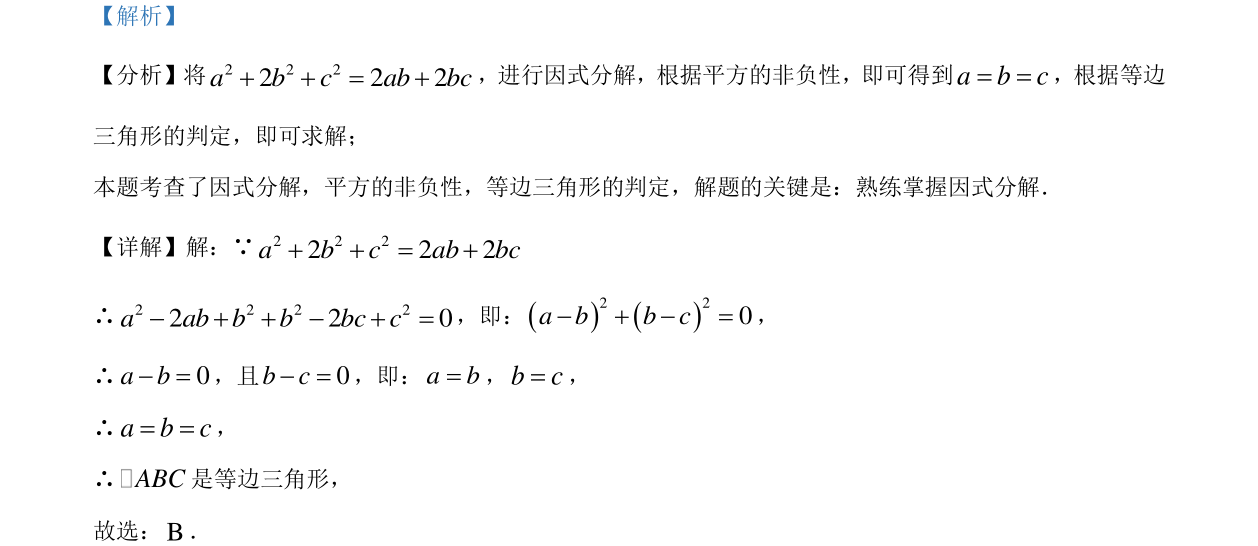 【解析】
【分析】将a²+2b²+c²=2ab+2bc，进行因式分解，根据平方的非负性，即可得到a=b=c，根据等边
三角形的判定，即可求解；
本题考查了因式分解，平方的非负性，等边三角形的判定，解题的关键是：熟练掌握因式分解．
【详解】解：∵a²+2b²+c²=2ab+2bc
∴a²−2ab+b²+b²−2bc+c²=0，即：(a−b)²+(b−c)²=0，
∴a−b=0，且b−c=0，即：a=b，b=c，
∴a=b=c，
∴□ABC是等边三角形，
故选：B．